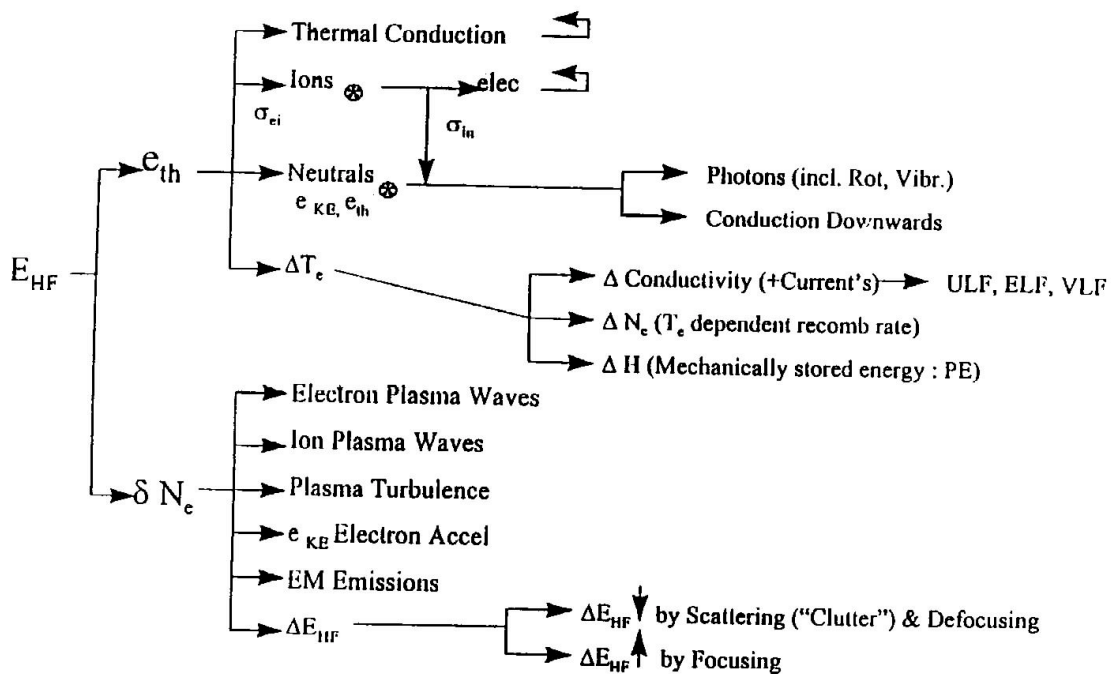 Thermal Conduction
Ions ⊛ elec
σei σin
eth Neutrals ⊛ Photons (incl. Rot, Vibr.)
e KE, eth
Conduction Downwards
EHF ΔTe
Δ Conductivity (+Current's) ULF, ELF, VLF
Δ Ne (Te dependent recomb rate)
Δ H (Mechanically stored energy : PE)
Electron Plasma Waves
Ion Plasma Waves
δ Ne Plasma Turbulence
e KE Electron Accel
EM Emissions
ΔEHF ΔEHF by Scattering (“Clutter”) & Defocusing
ΔEHF by Focusing